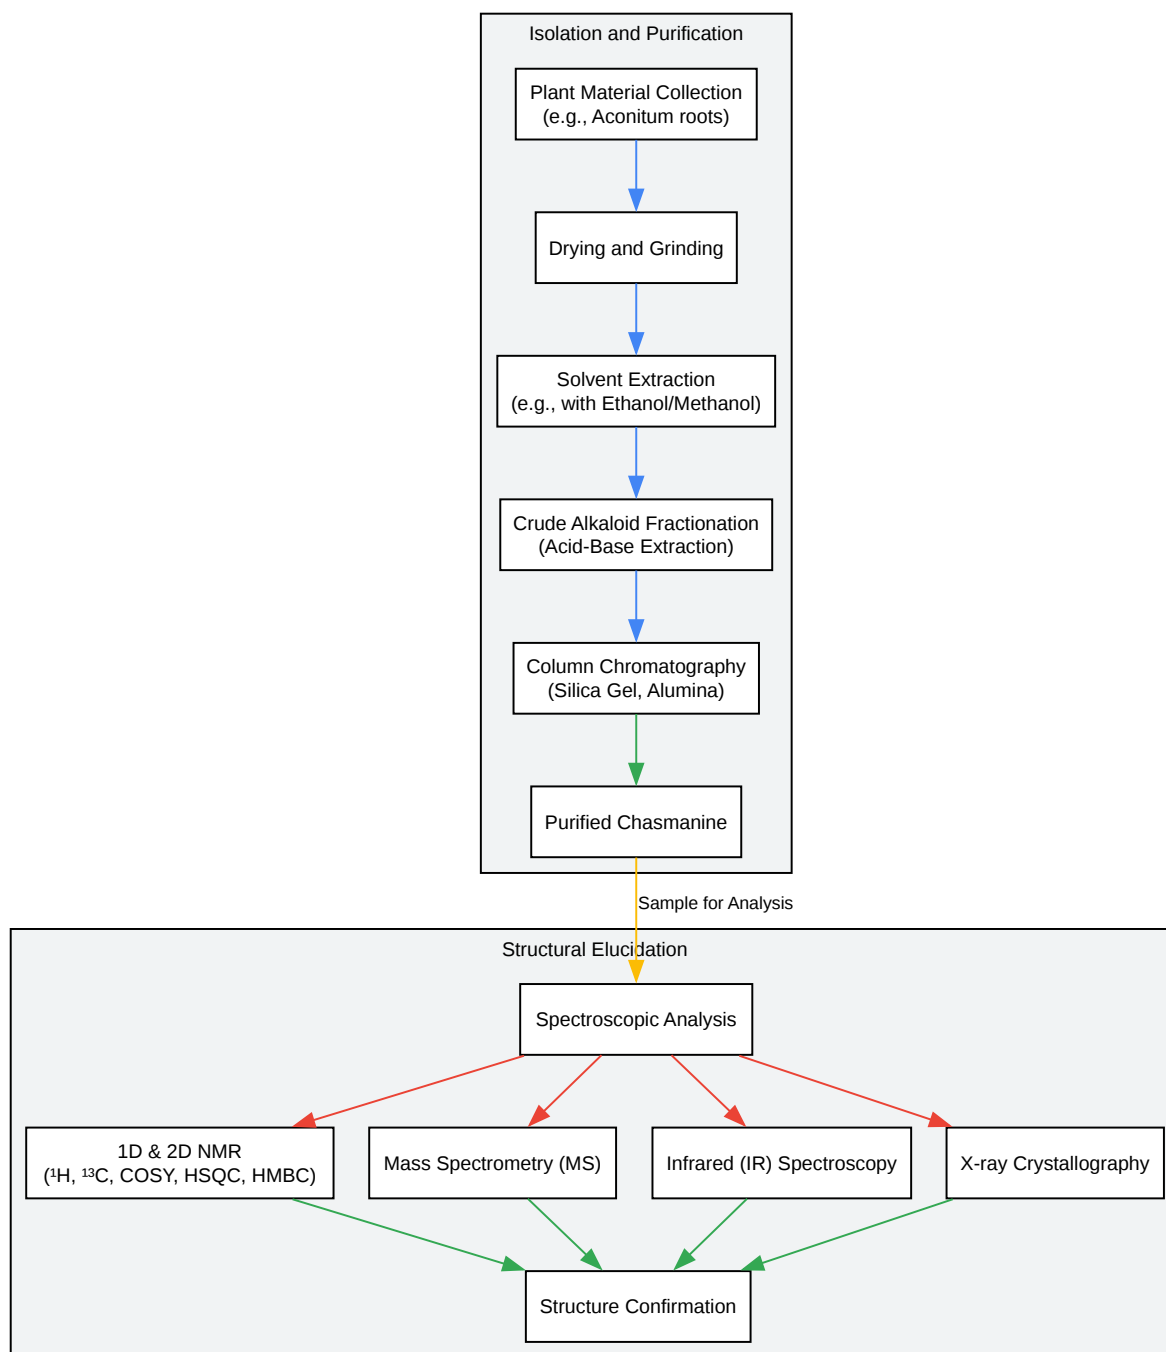 Isolation and Purification
Plant Material Collection
(e.g., Aconitum roots)
Drying and Grinding
Solvent Extraction
(e.g., with Ethanol/Methanol)
Crude Alkaloid Fractionation
(Acid-Base Extraction)
Column Chromatography
(Silica Gel, Alumina)
Purified Chasmanine
Sample for Analysis
Structural Elucidation
Spectroscopic Analysis
1D & 2D NMR
(¹H, ¹³C, COSY, HSQC, HMBC)
Mass Spectrometry (MS)
Infrared (IR) Spectroscopy
X-ray Crystallography
Structure Confirmation